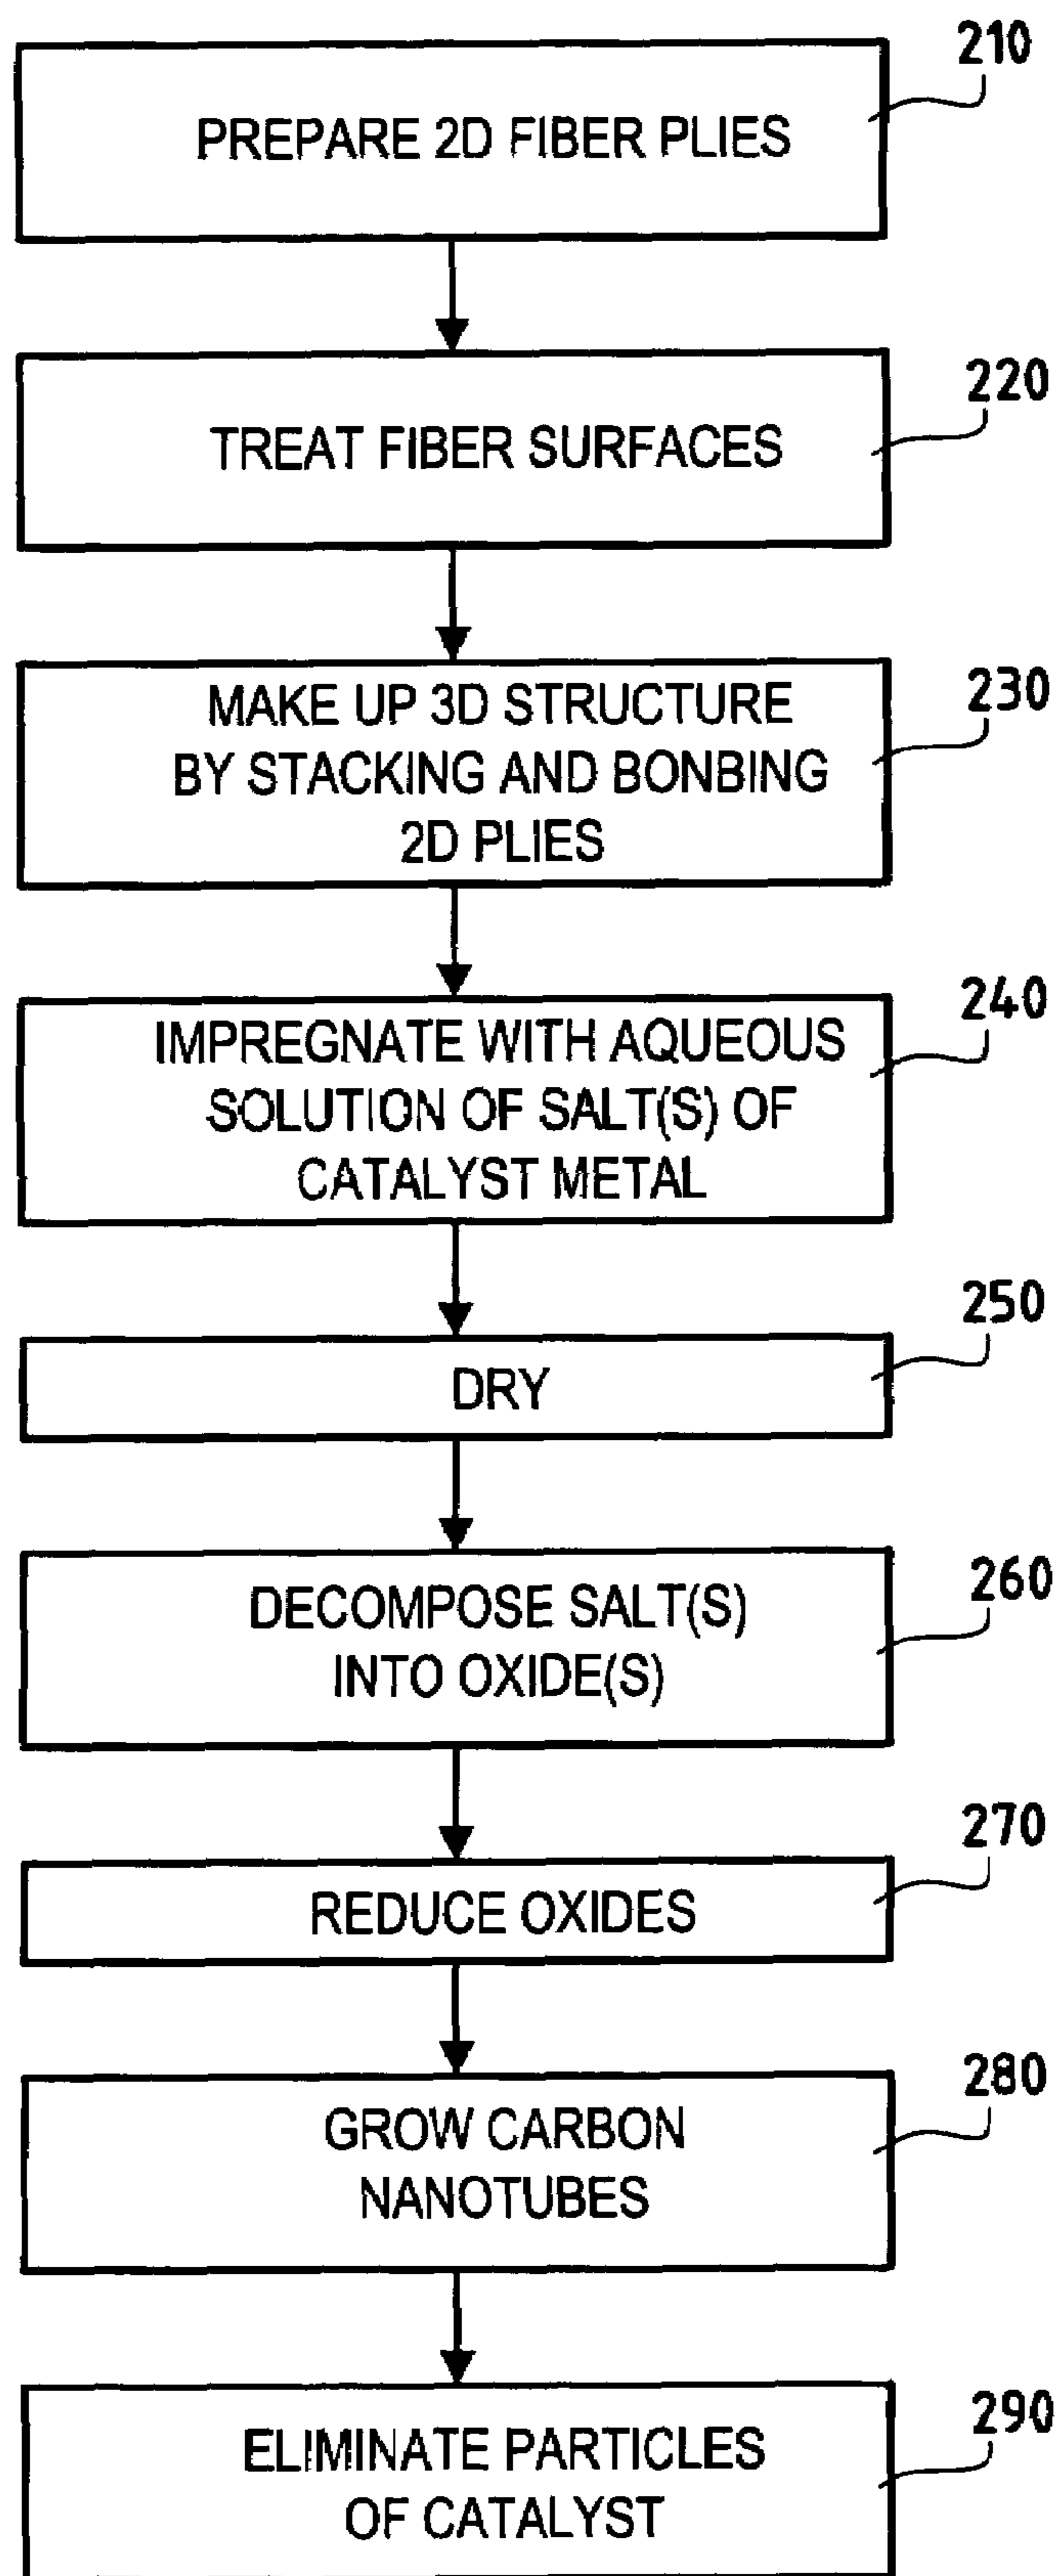 210
PREPARE 2D FIBER PLIES
220
TREAT FIBER SURFACES
230
MAKE UP 3D STRUCTURE
BY STACKING AND BONBING
2D PLIES
240
IMPREGNATE WITH AQUEOUS
SOLUTION OF SALT(S) OF
CATALYST METAL
250
DRY
260
DECOMPOSE SALT(S)
INTO OXIDE(S)
270
REDUCE OXIDES
280
GROW CARBON
NANOTUBES
290
ELIMINATE PARTICLES
OF CATALYST